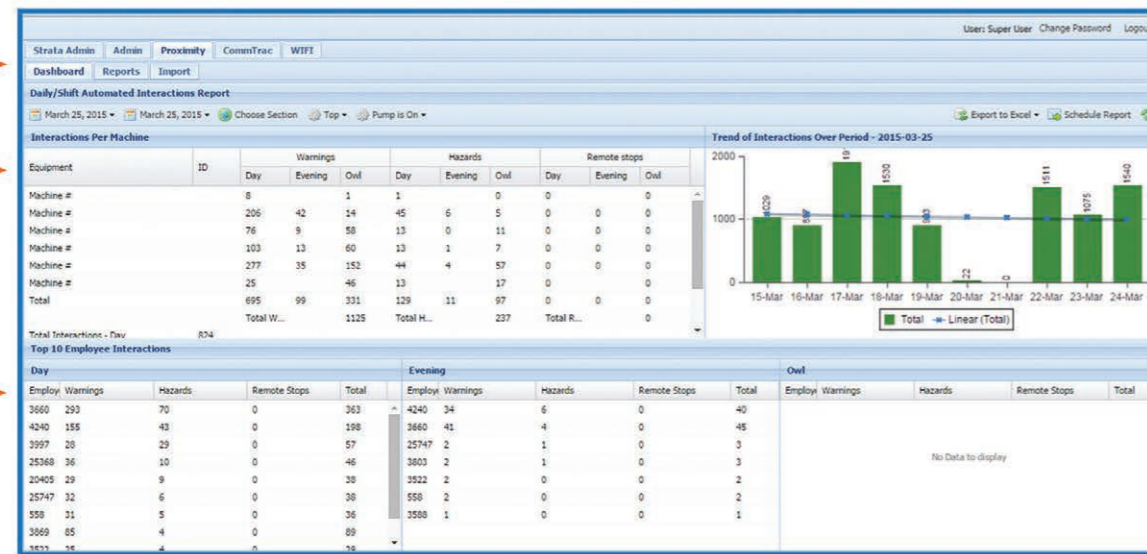 User: Super User Change Password Logou
Strata Admin Admin Proximity CommTrac WIFI
Dashboard Reports Import
Daily/Shift Automated Interactions Report
March 25, 2015 March 25, 2015 Choose Section Top Pump is On Export to Excel Schedule Report
Interactions Per Machine
Equipment ID Warnings Hazards Remote stops
Day Evening Owl Day Evening Owl Day Evening Owl
Machine # 8 1 1 0 0 0
Machine # 206 42 14 45 6 5 0 0 0
Machine # 76 9 58 13 0 11 0 0 0
Machine # 103 13 60 13 1 7 0 0 0
Machine # 277 35 152 44 4 57 0 0 0
Machine # 25 46 13 17 0 0
Total 695 99 331 129 11 97 0 0 0
Total W... 1125 Total H... 237 Total R... 0
Total Interactions - Day 824
Trend of Interactions Over Period - 2015-03-25
2000
1000
0
1530
22
0
1511
1075
1540
15-Mar 16-Mar 17-Mar 18-Mar 19-Mar 20-Mar 21-Mar 22-Mar 23-Mar 24-Mar
Total Linear (Total)
Top 10 Employee Interactions
Day
Employ Warnings Hazards Remote Stops Total
3660 293 70 0 363
4240 155 43 0 198
3997 28 29 0 57
25368 36 10 0 46
20405 29 9 0 38
25747 32 6 0 38
558 31 5 0 36
3869 85 4 0 89
3522 25 4 0 29
Evening
Employ Warnings Hazards Remote Stops Total
4240 34 6 0 40
3660 41 4 0 45
25747 2 1 0 3
3803 2 1 0 3
3522 2 0 0 2
558 2 0 0 2
3588 1 0 0 1
Owl
Employ Warnings Hazards Remote Stops Total
No Data to display